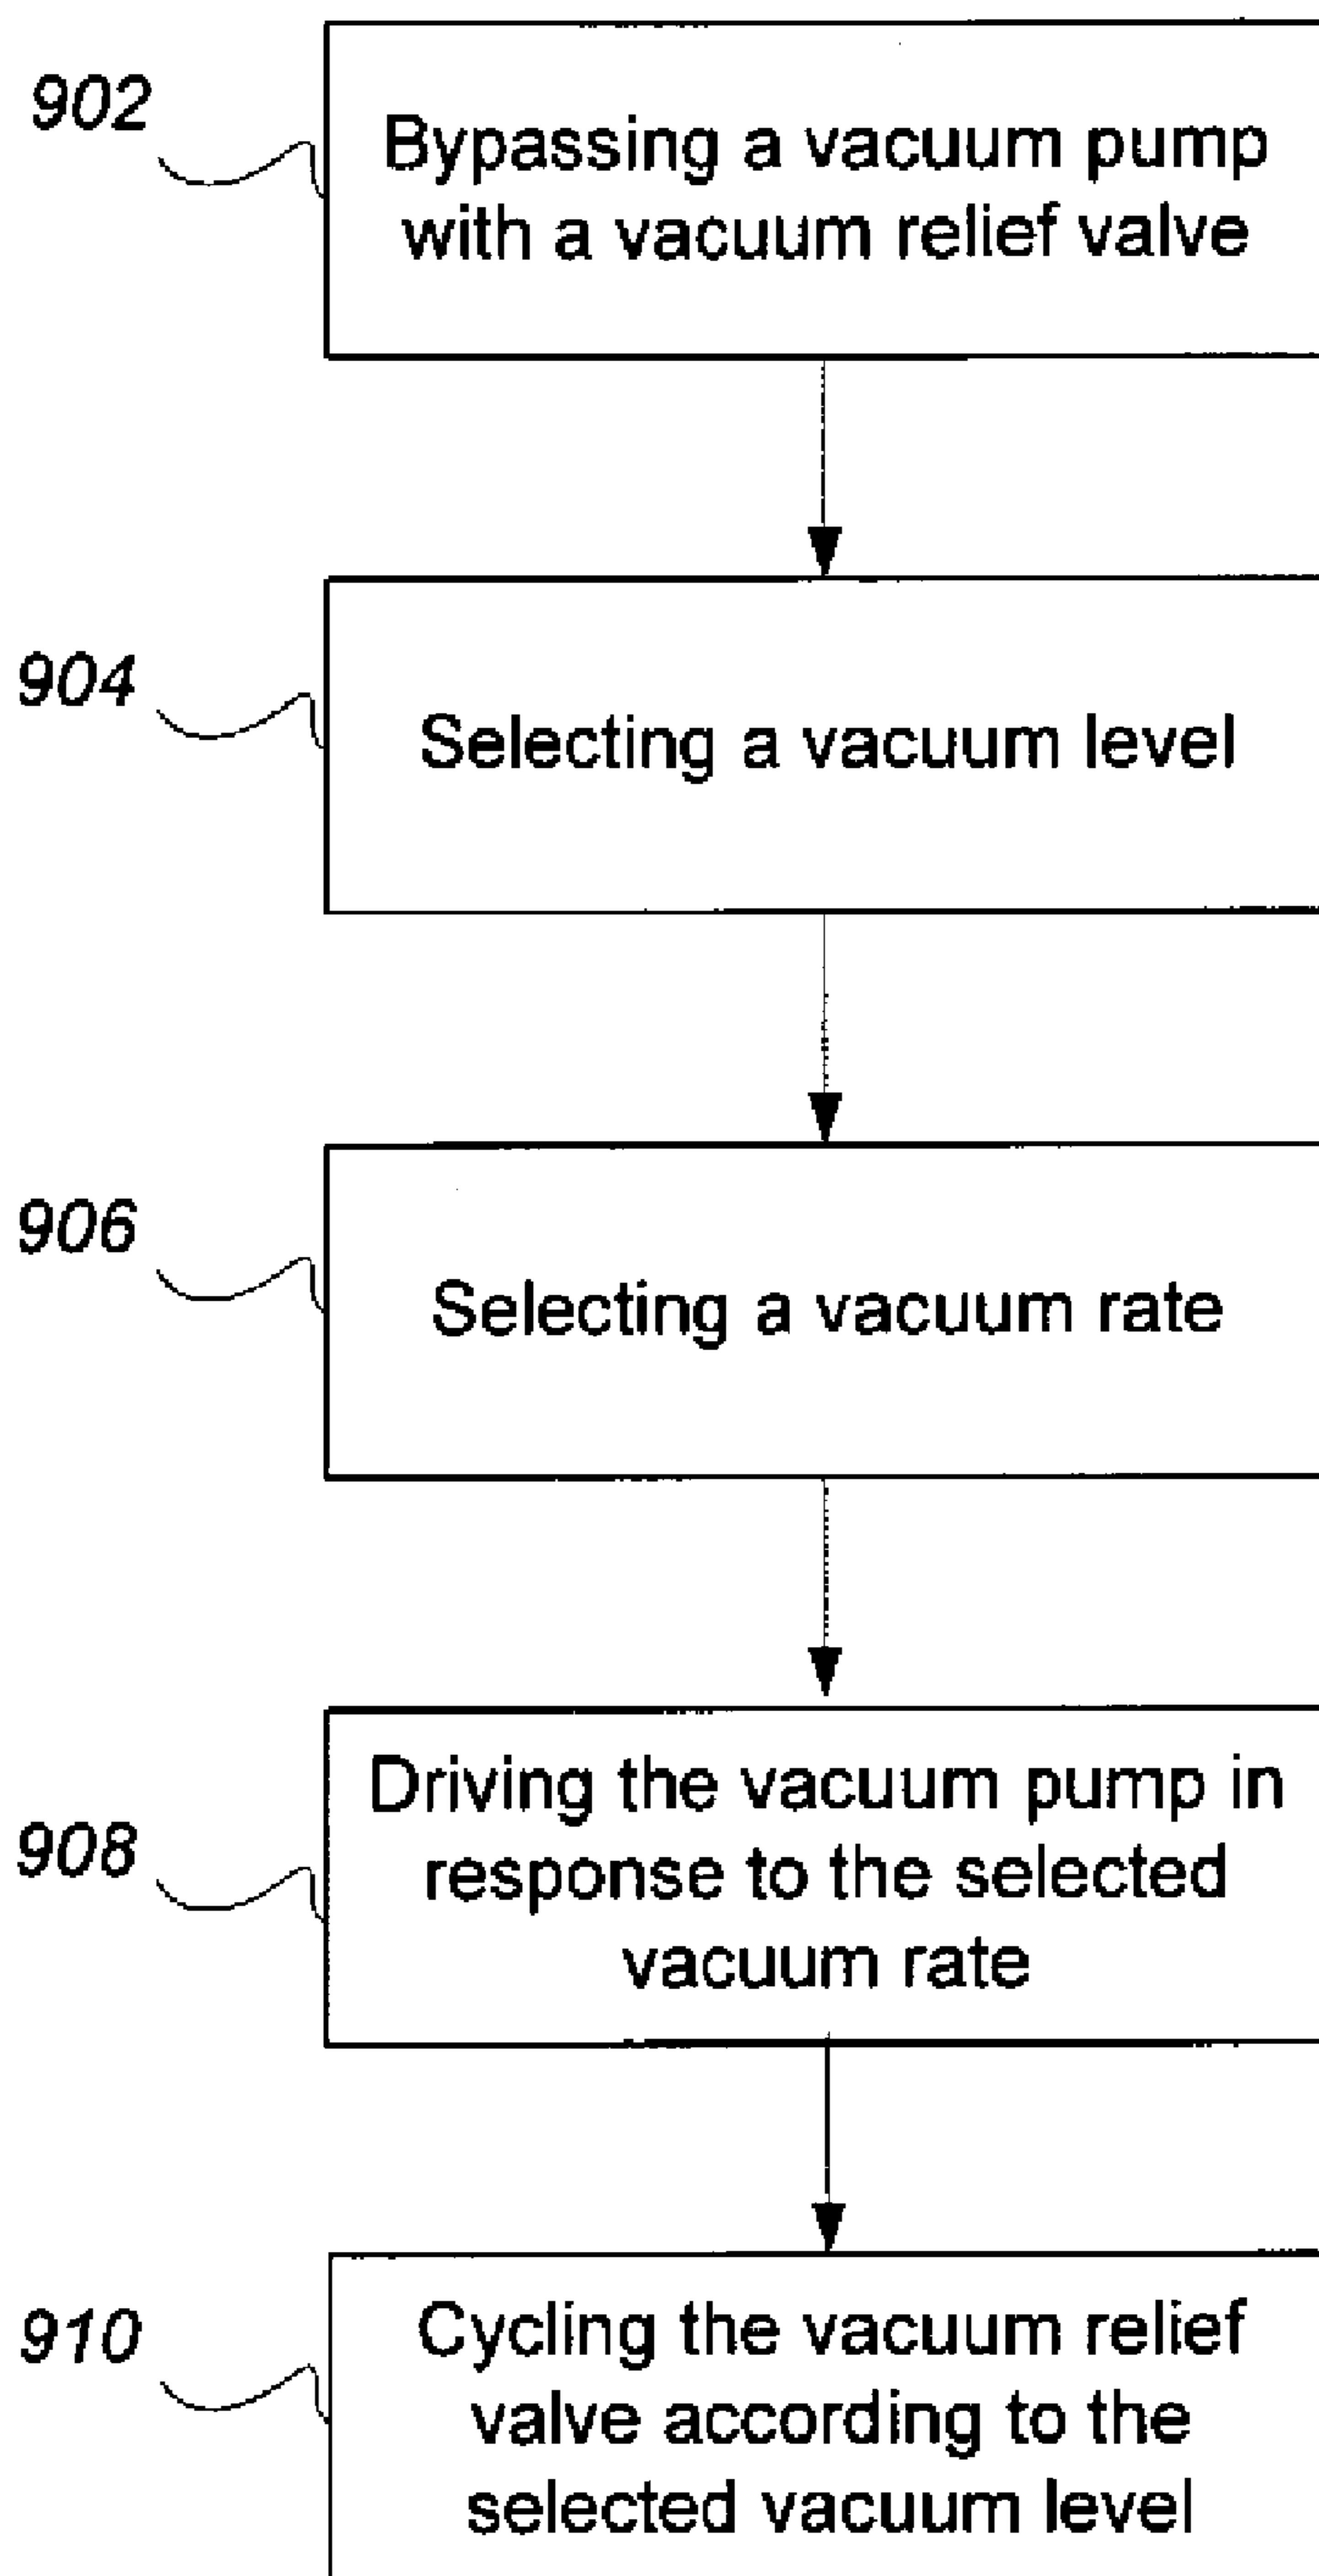 902
Bypassing a vacuum pump
with a vacuum relief valve
904
Selecting a vacuum level
906
Selecting a vacuum rate
908
Driving the vacuum pump in
response to the selected
vacuum rate
910
Cycling the vacuum relief
valve according to the
selected vacuum level